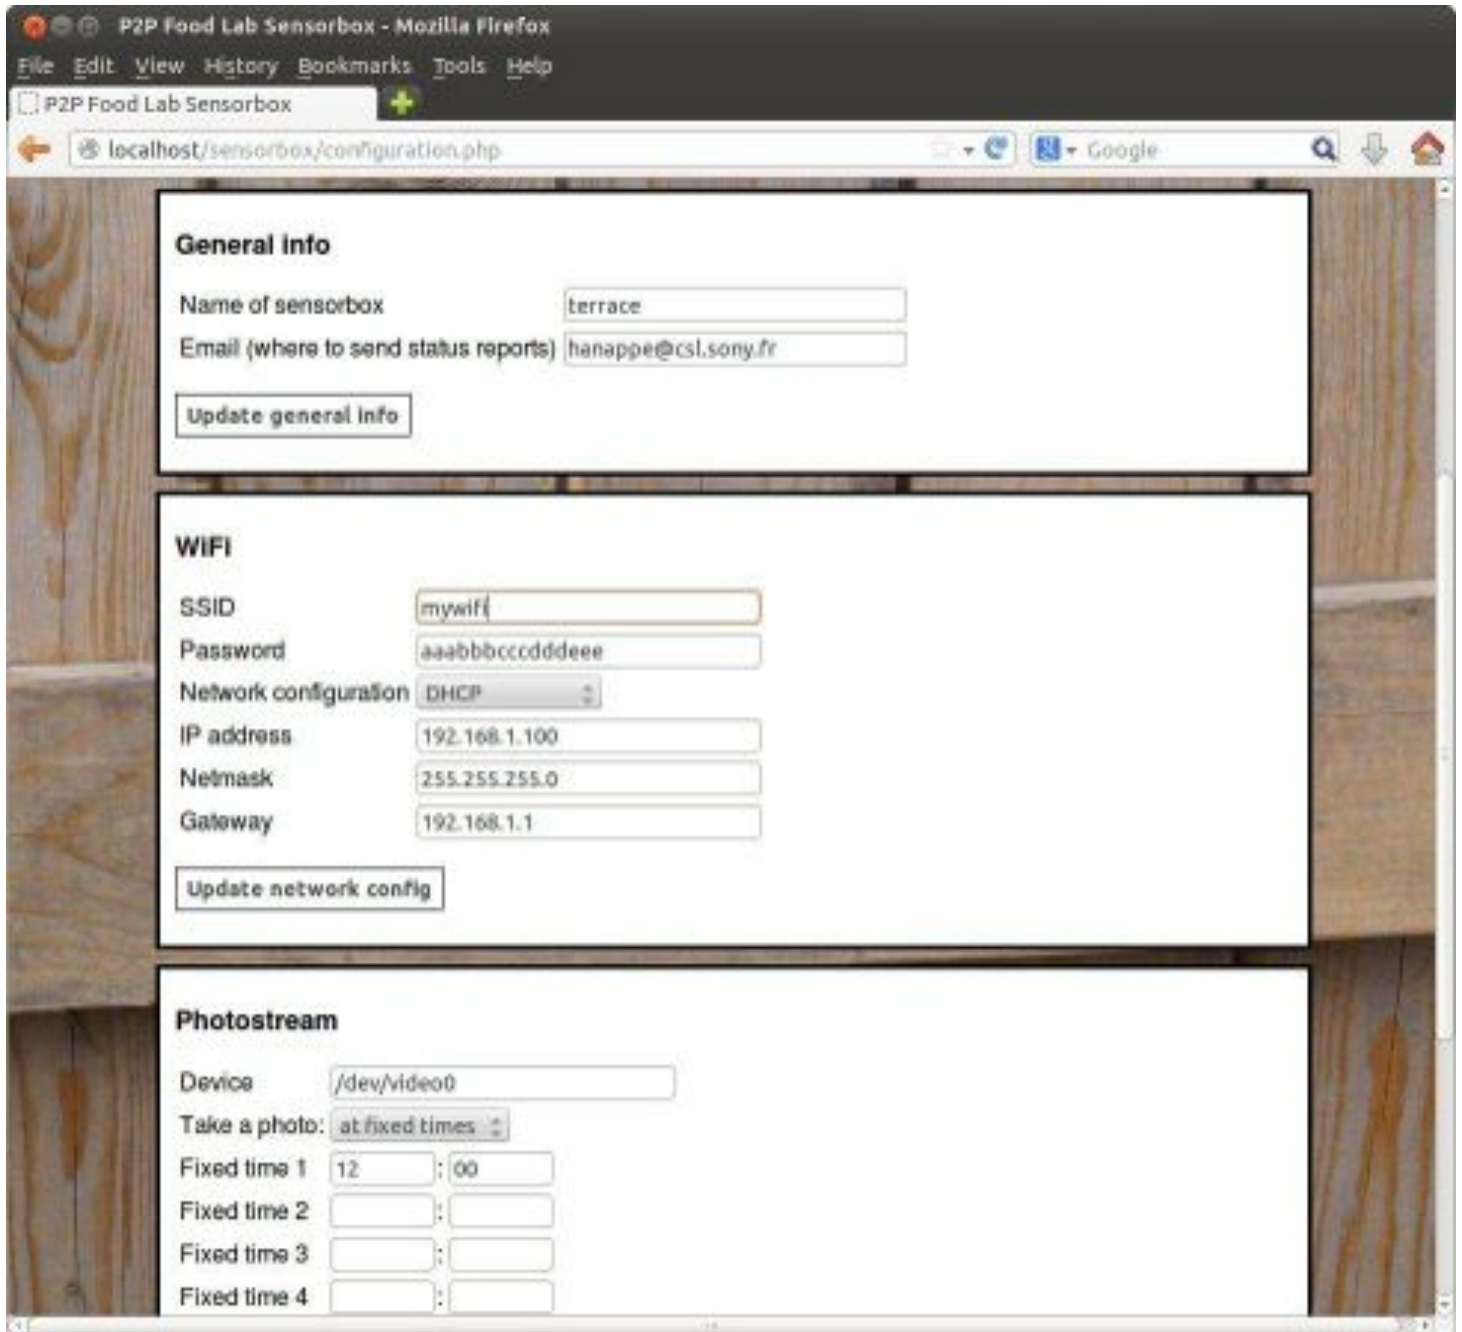 P2P Food Lab Sensorbox - Mozilla Firefox
File Edit View History Bookmarks Tools Help
P2P Food Lab Sensorbox
localhost/sensorbox/configuration.php
Google
General info
Name of sensorbox terrace
Email (where to send status reports) hanappe@csl.sony.fr
Update general info
WiFi
SSID mywifi
Password aaabbbcccdddeee
Network configuration DHCP
IP address 192.168.1.100
Netmask 255.255.255.0
Gateway 192.168.1.1
Update network config
Photostream
Device /dev/video0
Take a photo: at fixed times
Fixed time 1 12 : 00
Fixed time 2 :
Fixed time 3 :
Fixed time 4 :